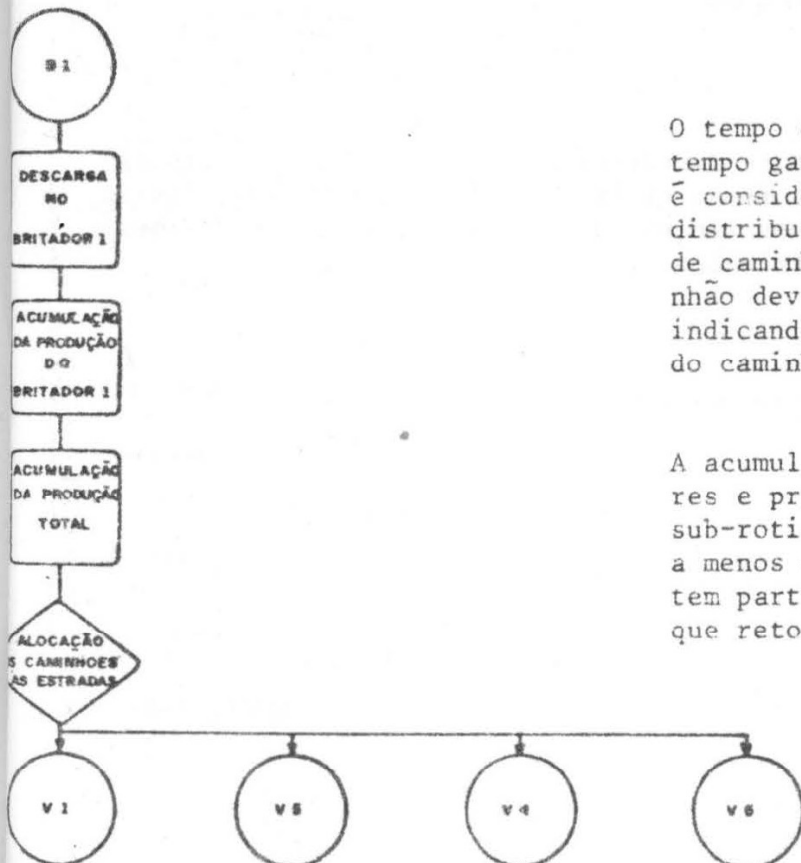 B 1
DESCARGA
NO
BRITADOR 1
ACUMULAÇÃO
DA PRODUÇÃO
DO
BRITADOR 1
ACUMULAÇÃO
DA PRODUÇÃO
TOTAL
ALOCAÇÃO
S CAMINHOES
AS ESTRADAS
V 1
V 5
V 4
V 6
O tempo
tempo ga
é consid
distribu
de caminh
nhão dev
indicand
do camin
A acumul
res e pr
sub-roti
a menos
tem part
que reto